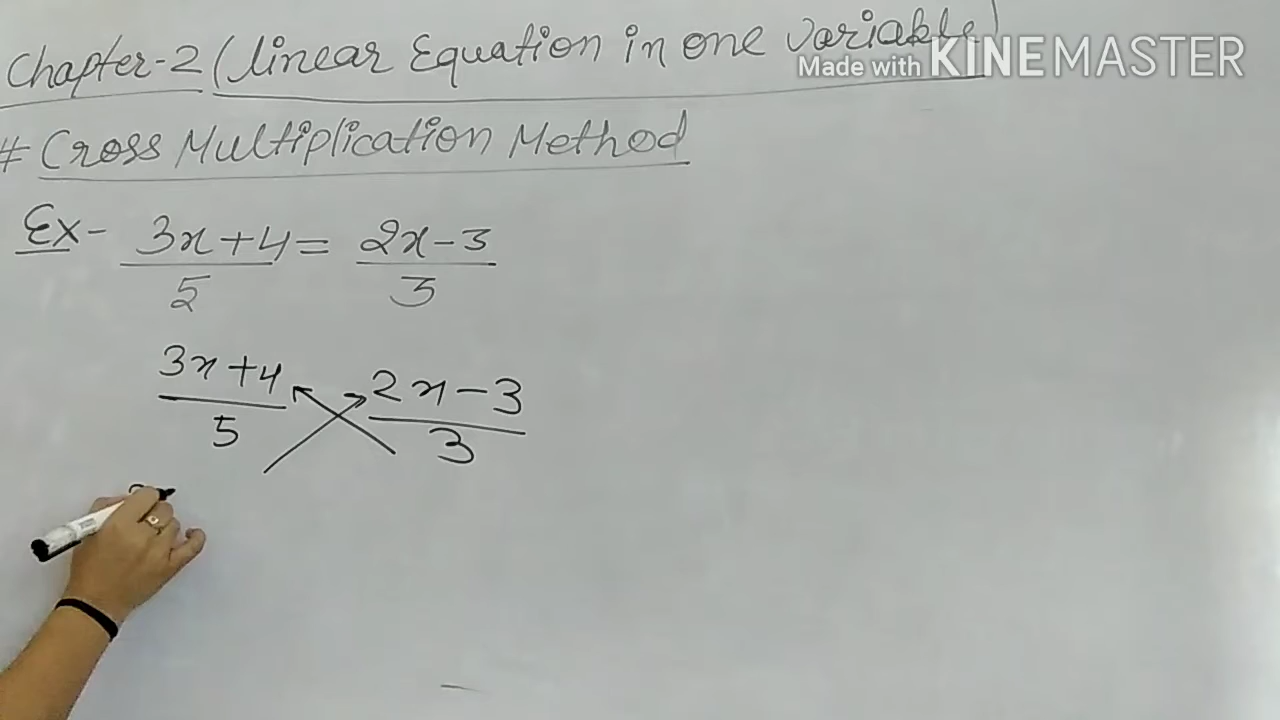 Chapter-2 (linear Equation in one variable)
Made with KINEMASTER
# Cross Multiplication Method
Ex- 3x+4 = 2x-3
5 3
3x+4 2x-3
5 3